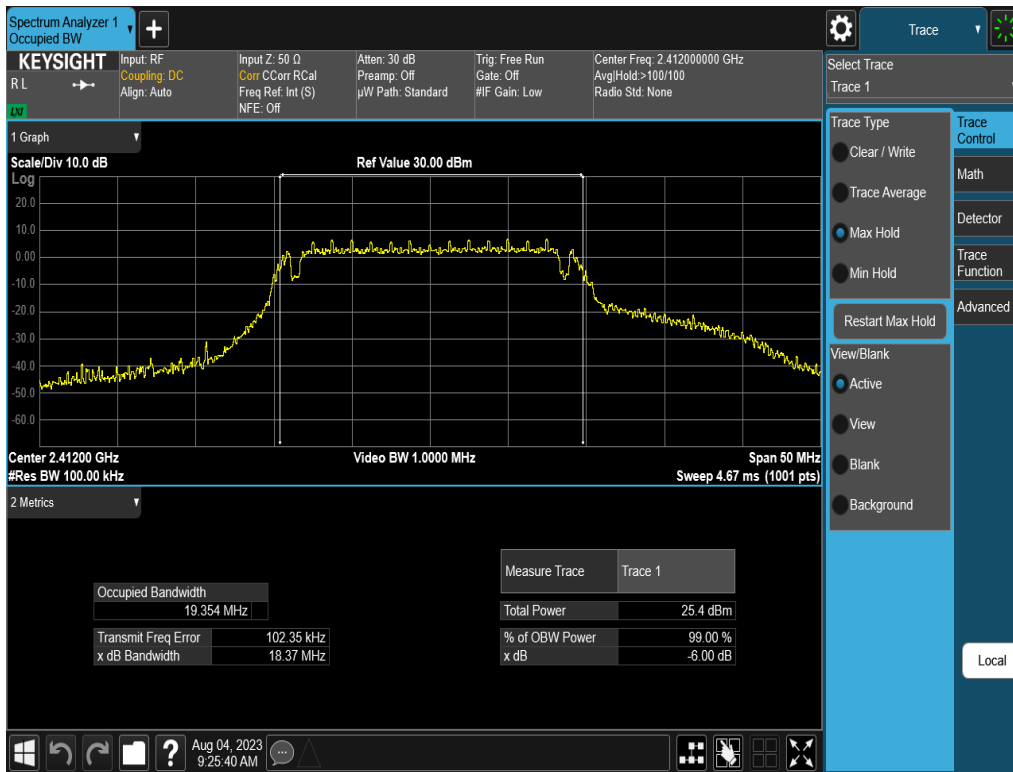 Spectrum Analyzer 1
Occupied BW
Trace
KEYSIGHT
R L
LXI
Input: RF
Coupling: DC
Align: Auto
Input Z: 50 Ω
Corr CCorr RCal
Freq Ref: Int (S)
NFE: Off
Atten: 30 dB
Preamp: Off
µW Path: Standard
Trig: Free Run
Gate: Off
#IF Gain: Low
Center Freq: 2.412000000 GHz
Avg|Hold:>100/100
Radio Std: None
Select Trace
Trace 1
1 Graph
Scale/Div 10.0 dB
Ref Value 30.00 dBm
Log
20.0
10.0
0.00
-10.0
-20.0
-30.0
-40.0
-50.0
-60.0
Center 2.41200 GHz
Video BW 1.0000 MHz
Span 50 MHz
#Res BW 100.00 kHz
Sweep 4.67 ms (1001 pts)
Trace Type
Clear / Write
Trace Average
Max Hold
Min Hold
Restart Max Hold
View/Blank
Active
View
Blank
Background
Trace
Control
Math
Detector
Trace
Function
Advanced
Local
2 Metrics
Occupied Bandwidth
19.354 MHz
Transmit Freq Error 102.35 kHz
x dB Bandwidth 18.37 MHz
Measure Trace Trace 1
Total Power 25.4 dBm
% of OBW Power 99.00 %
x dB -6.00 dB
Aug 04, 2023
9:25:40 AM